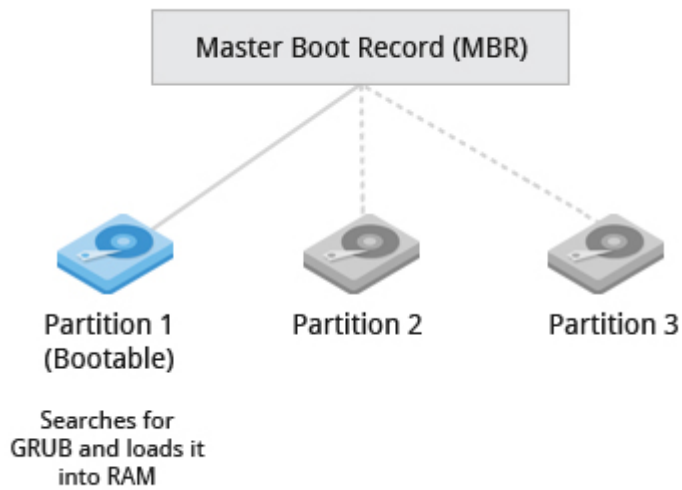 Master Boot Record (MBR)
Partition 1
(Bootable)
Partition 2
Partition 3
Searches for
GRUB and loads it
into RAM